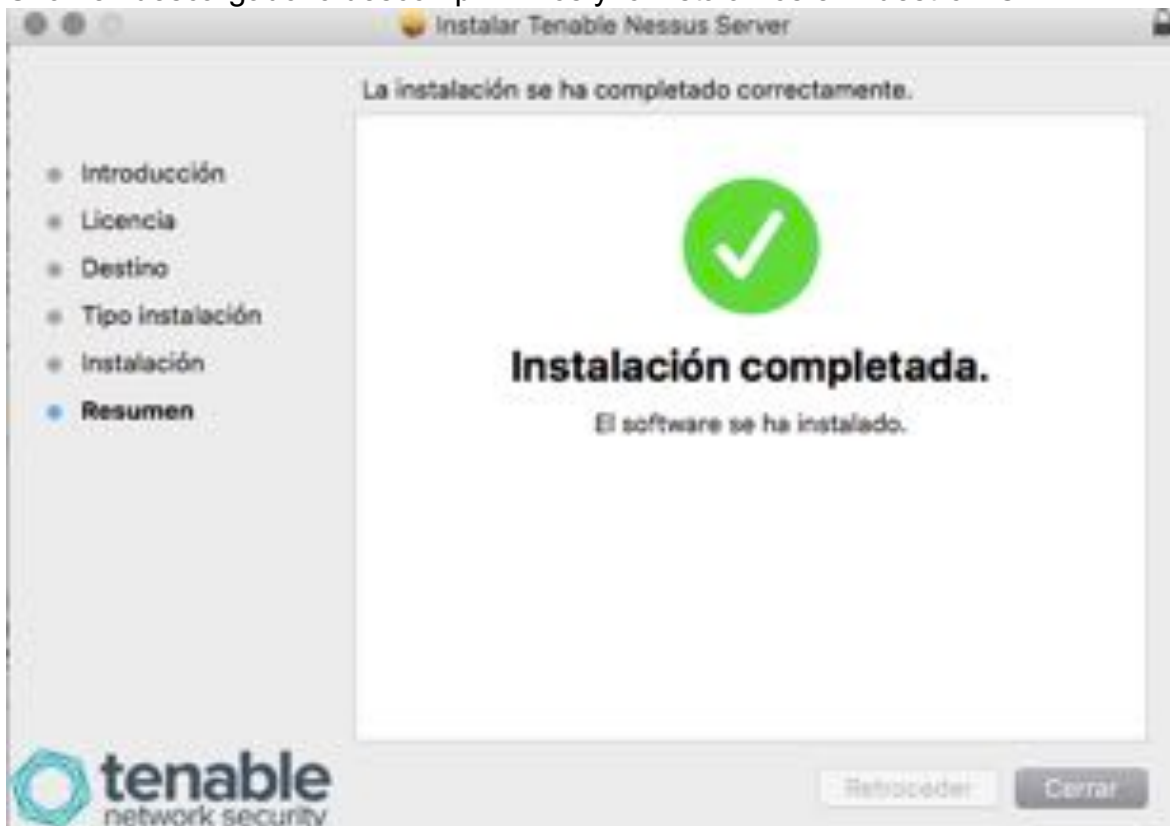 Instalar Tenable Nessus Server
La instalación se ha completado correctamente.
Introducción
Licencia
Destino
Tipo instalación
Instalación
Resumen
Instalación completada.
El software se ha instalado.
tenable
network security
Retroceder
Cerrar